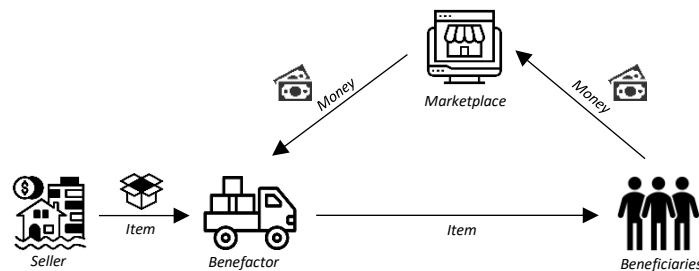 Money
Money
Marketplace
$
Item
Item
Seller
Benefactor
Beneficiaries